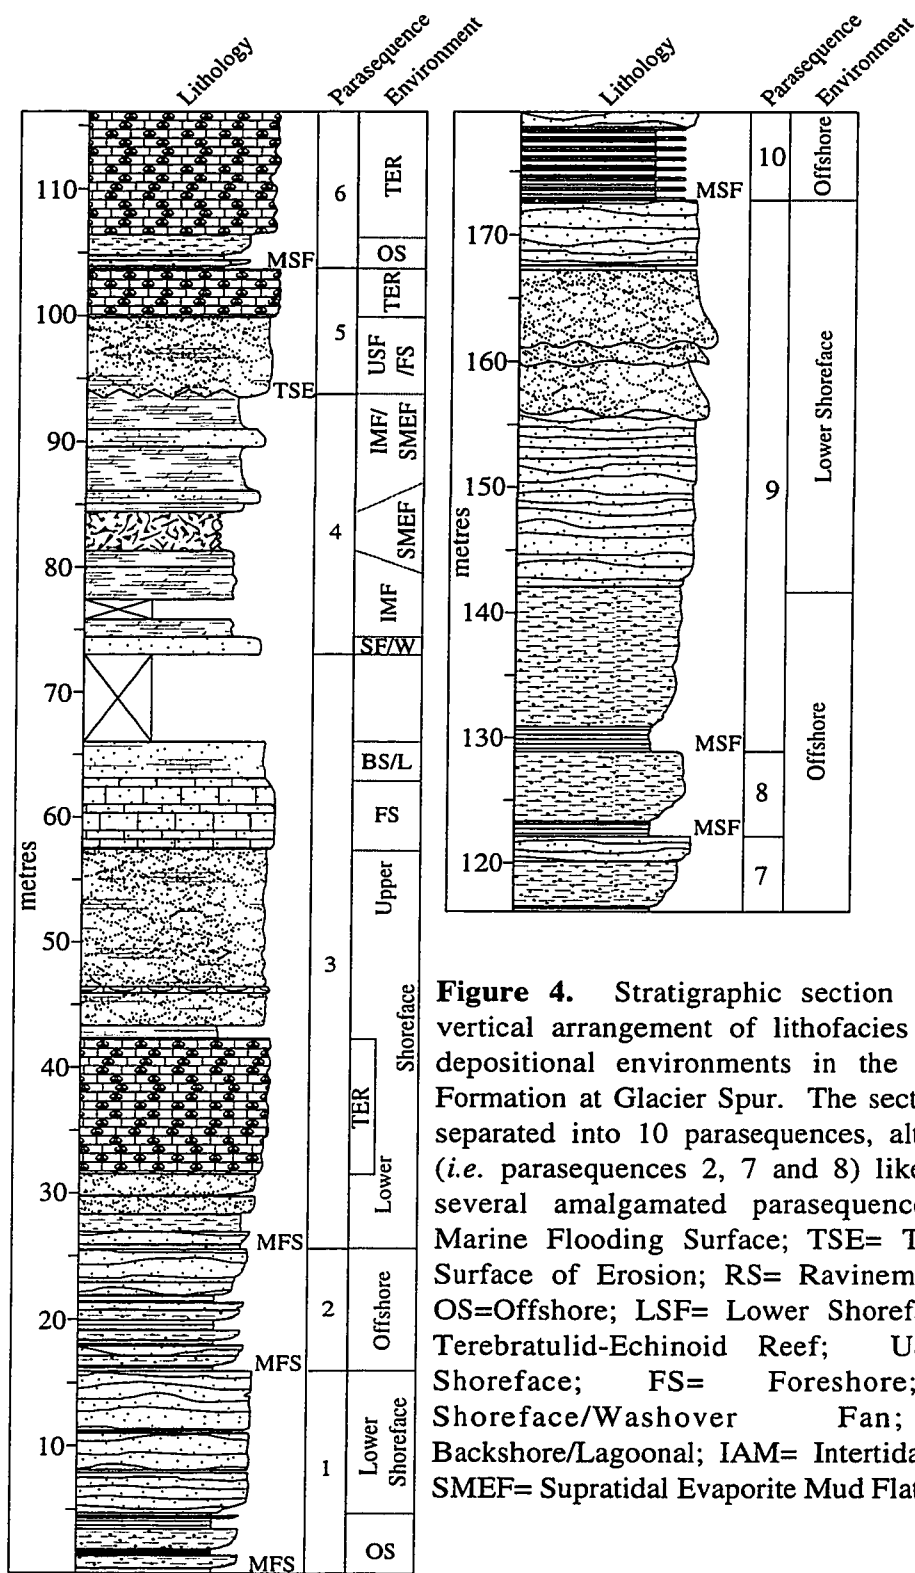 Lithology
Parasequence
Environment
metres
110
100
90
80
70
60
50
40
30
20
10
MSF
TSE
MFS
MFS
MFS
6
5
4
3
2
1
TER
OS
TER
USF
/FS
IMF/
SMEF
SMEF
IMF
SF/W
BS/L
FS
Upper
Shoreface
TER
Lower
Offshore
Lower
Shoreface
OS
Lithology
Parasequence
Environment
metres
170
160
150
140
130
120
MSF
MSF
MSF
10
9
8
7
Offshore
Lower Shoreface
Offshore
Figure 4. Stratigraphic section
vertical arrangement of lithofacies
depositional environments in the
Formation at Glacier Spur. The sect
separated into 10 parasequences, alt
(i.e. parasequences 2, 7 and 8) like
several amalgamated parasequenc
Marine Flooding Surface; TSE= T
Surface of Erosion; RS= Ravinem
OS=Offshore; LSF= Lower Shoref
Terebratulid-Echinoid Reef; U
Shoreface; FS= Foreshore;
Shoreface/Washover Fan;
Backshore/Lagoonal; IAM= Intertida
SMEF= Supratidal Evaporite Mud Flat